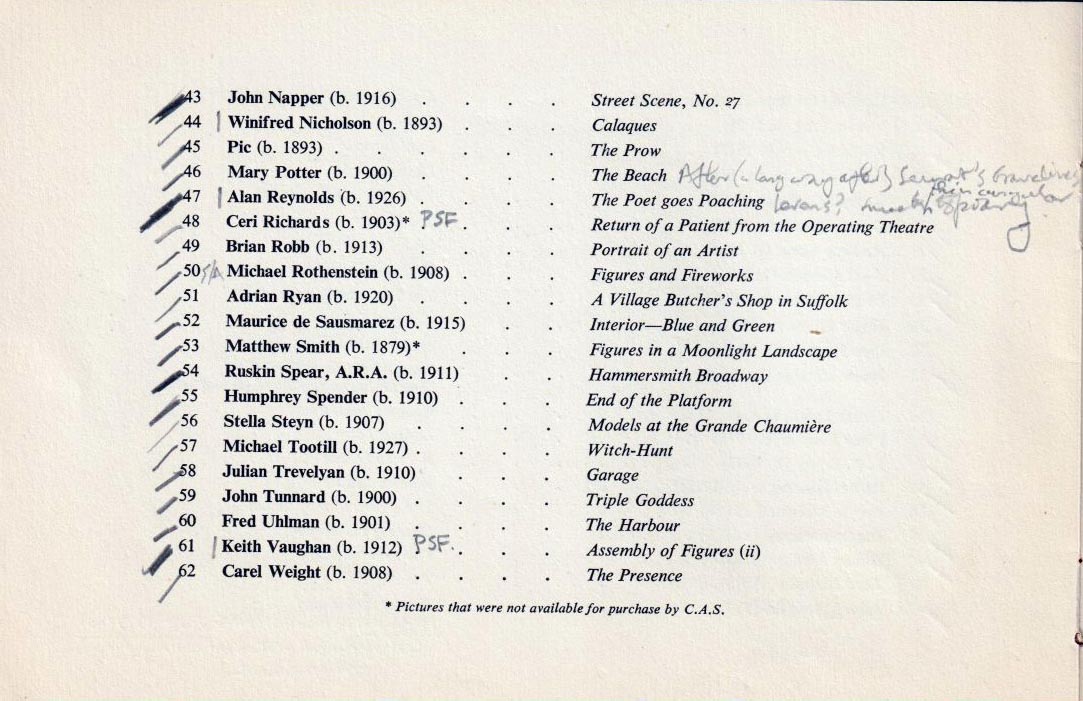 43 John Napper (b. 1916) . . . . Street Scene, No. 27
44 Winifred Nicholson (b. 1893) . . . Calaques
45 Pic (b. 1893) . . . . . . The Prow
46 Mary Potter (b. 1900) . . . . The Beach After (a long way after)
47 Alan Reynolds (b. 1926) . . . . The Poet goes Poaching
48 Ceri Richards (b. 1903)* PSF . . . Return of a Patient from the Operating Theatre
49 Brian Robb (b. 1913) . . . . Portrait of an Artist
50 Michael Rothenstein (b. 1908) . . . Figures and Fireworks
51 Adrian Ryan (b. 1920) . . . . A Village Butcher's Shop in Suffolk
52 Maurice de Sausmarez (b. 1915) . . Interior—Blue and Green
53 Matthew Smith (b. 1879)* . . . Figures in a Moonlight Landscape
54 Ruskin Spear, A.R.A. (b. 1911) . . Hammersmith Broadway
55 Humphrey Spender (b. 1910) . . . End of the Platform
56 Stella Steyn (b. 1907) . . . . Models at the Grande Chaumière
57 Michael Tootill (b. 1927) . . . . Witch-Hunt
58 Julian Trevelyan (b. 1910) . . . Garage
59 John Tunnard (b. 1900) . . . . Triple Goddess
60 Fred Uhlman (b. 1901) . . . . The Harbour
61 Keith Vaughan (b. 1912) PSF. . . . Assembly of Figures (ii)
62 Carel Weight (b. 1908) . . . . The Presence
* Pictures that were not available for purchase by C.A.S.